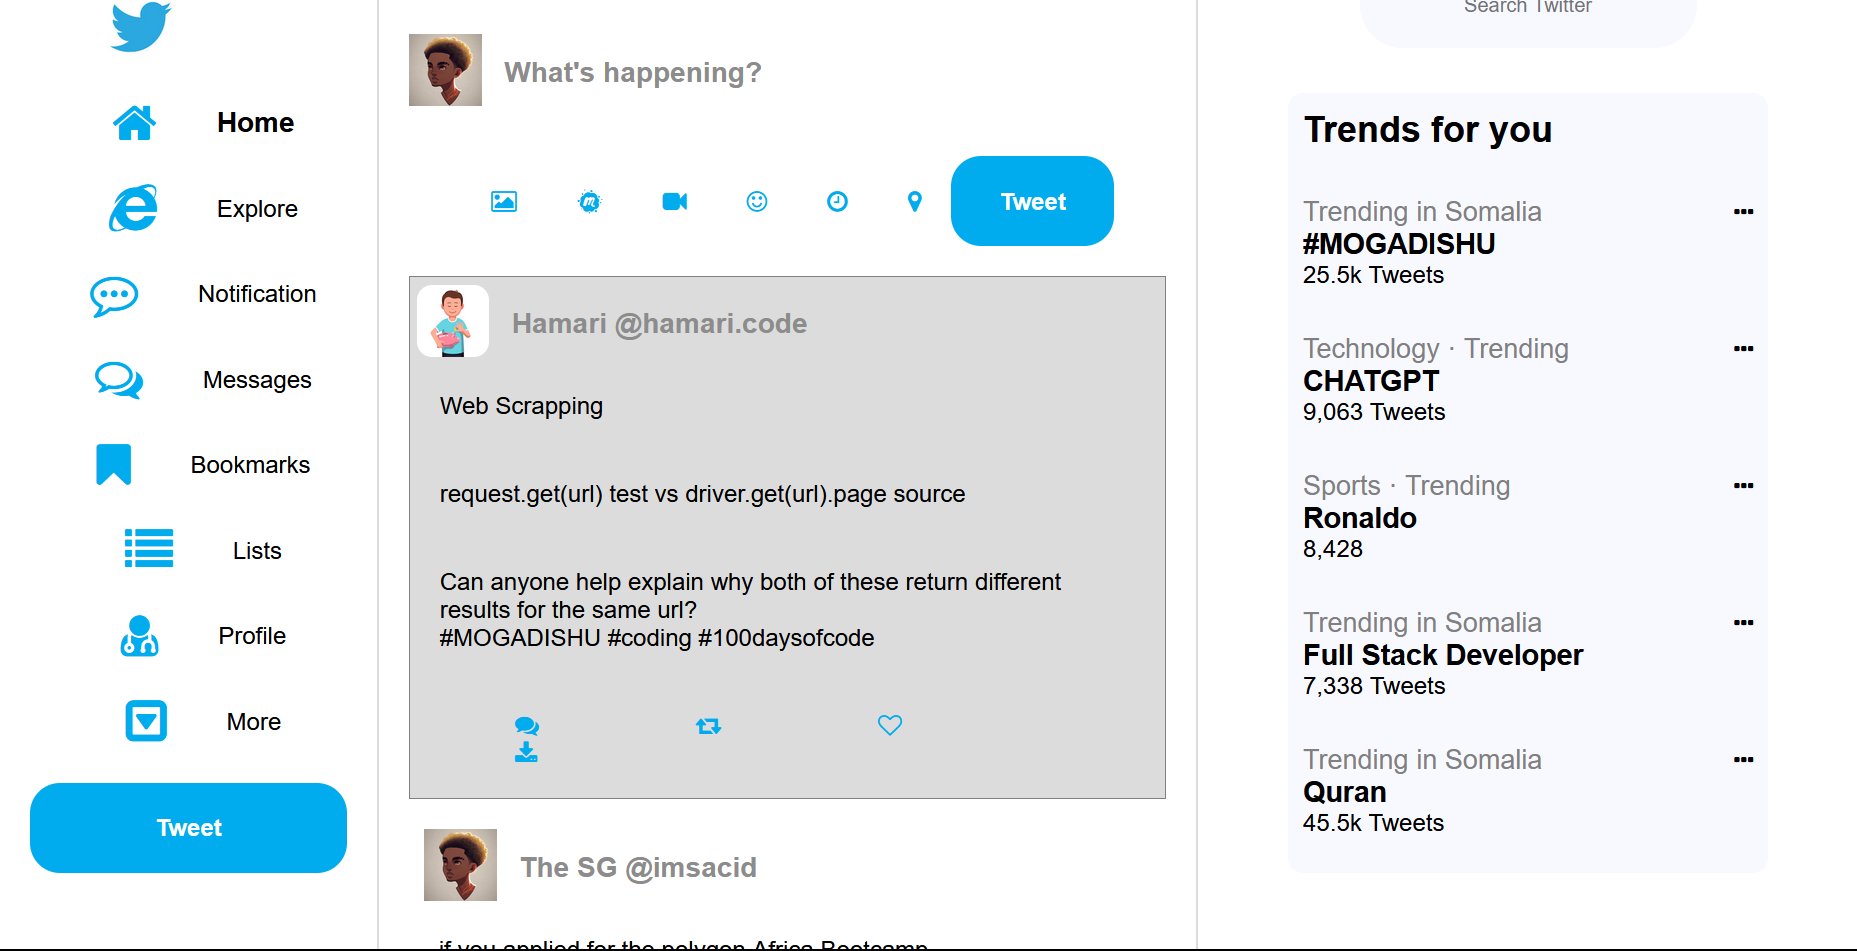 Home
Explore
Notification
Messages
Bookmarks
Lists
Profile
More
Tweet
What's happening?
Tweet
Hamari @hamari.code
Web Scrapping
request.get(url) test vs driver.get(url).page source
Can anyone help explain why both of these return different
results for the same url?
#MOGADISHU #coding #100daysofcode
The SG @imsacid
if you applied for the polygon Africa Bootcamp
Search Twitter
Trends for you
Trending in Somalia
#MOGADISHU
25.5k Tweets
Technology · Trending
CHATGPT
9,063 Tweets
Sports · Trending
Ronaldo
8,428
Trending in Somalia
Full Stack Developer
7,338 Tweets
Trending in Somalia
Quran
45.5k Tweets